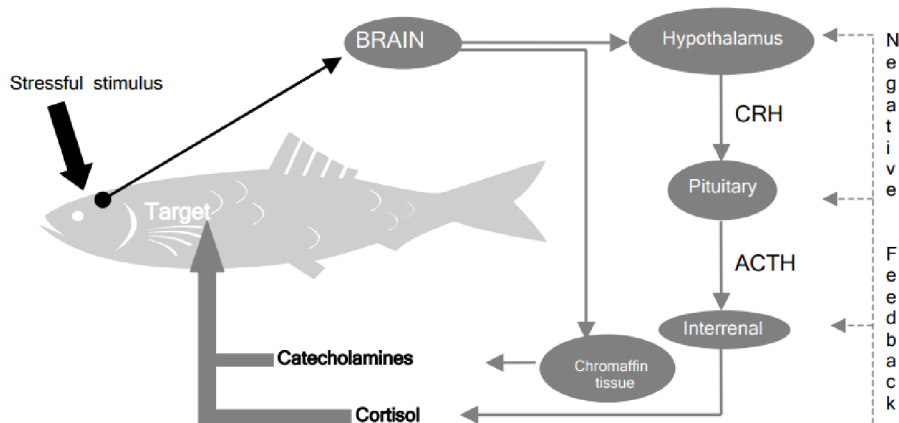 BRAIN
Hypothalamus
Stressful stimulus
CRH
Pituitary
Target
ACTH
Interrenal
Catecholamines
Chromaffin
tissue
Cortisol
Negative
Feedback